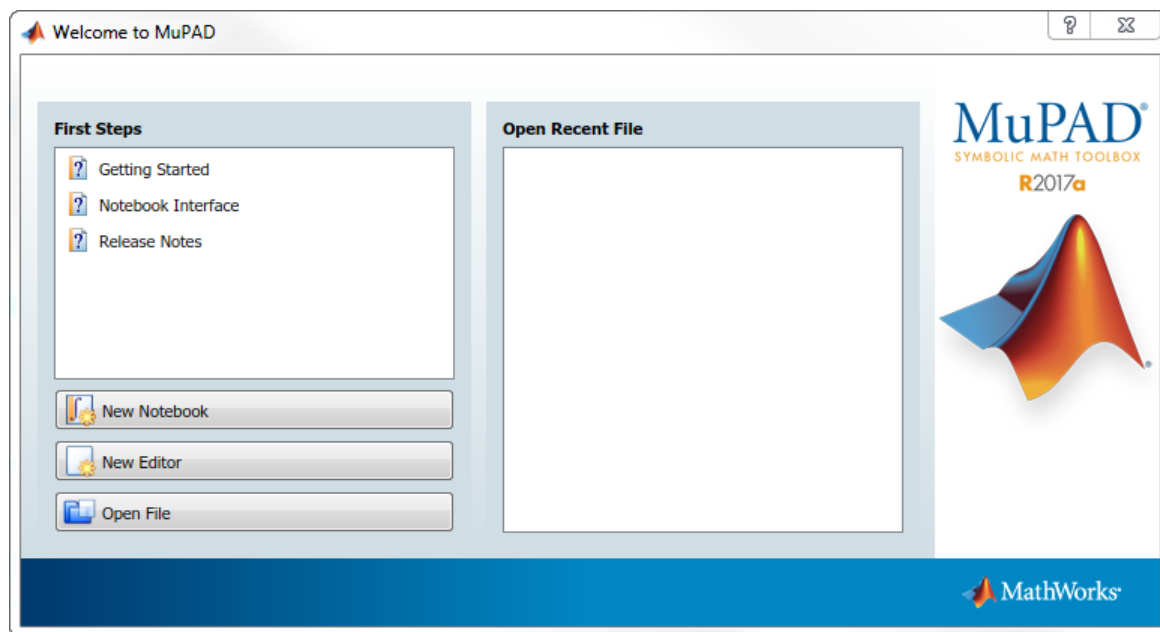 Welcome to MuPAD
First Steps
Getting Started
Notebook Interface
Release Notes
New Notebook
New Editor
Open File
Open Recent File
MuPAD®
SYMBOLIC MATH TOOLBOX
R2017a
®
MathWorks®